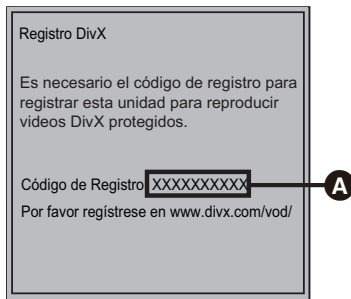 Registro DivX
Es necesario el código de registro para
registrar esta unidad para reproducir
videos DivX protegidos.
Código de Registro XXXXXXXXXX
A
Por favor regístrese en www.divx.com/vod/